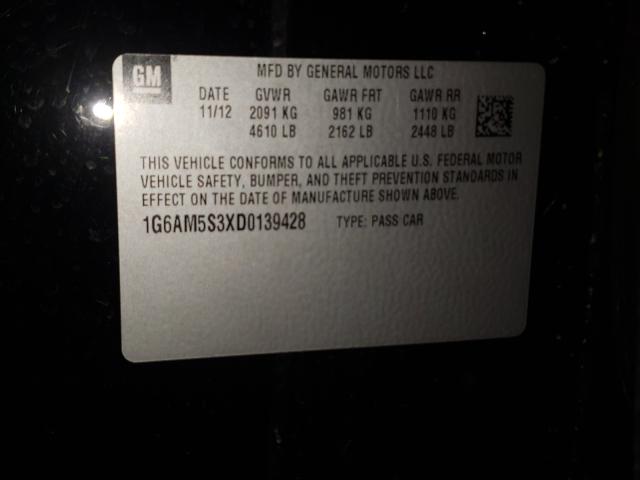 GM
MFD BY GENERAL MOTORS LLC
DATE GVWR GAWR FRT GAWR RR
11/12 2091 KG 981 KG 1110 KG
4610 LB 2162 LB 2448 LB
THIS VEHICLE CONFORMS TO ALL APPLICABLE U.S. FEDERAL MOTOR
VEHICLE SAFETY, BUMPER, AND THEFT PREVENTION STANDARDS IN
EFFECT ON THE DATE OF MANUFACTURE SHOWN ABOVE.
1G6AM5S3XD0139428 TYPE: PASS CAR